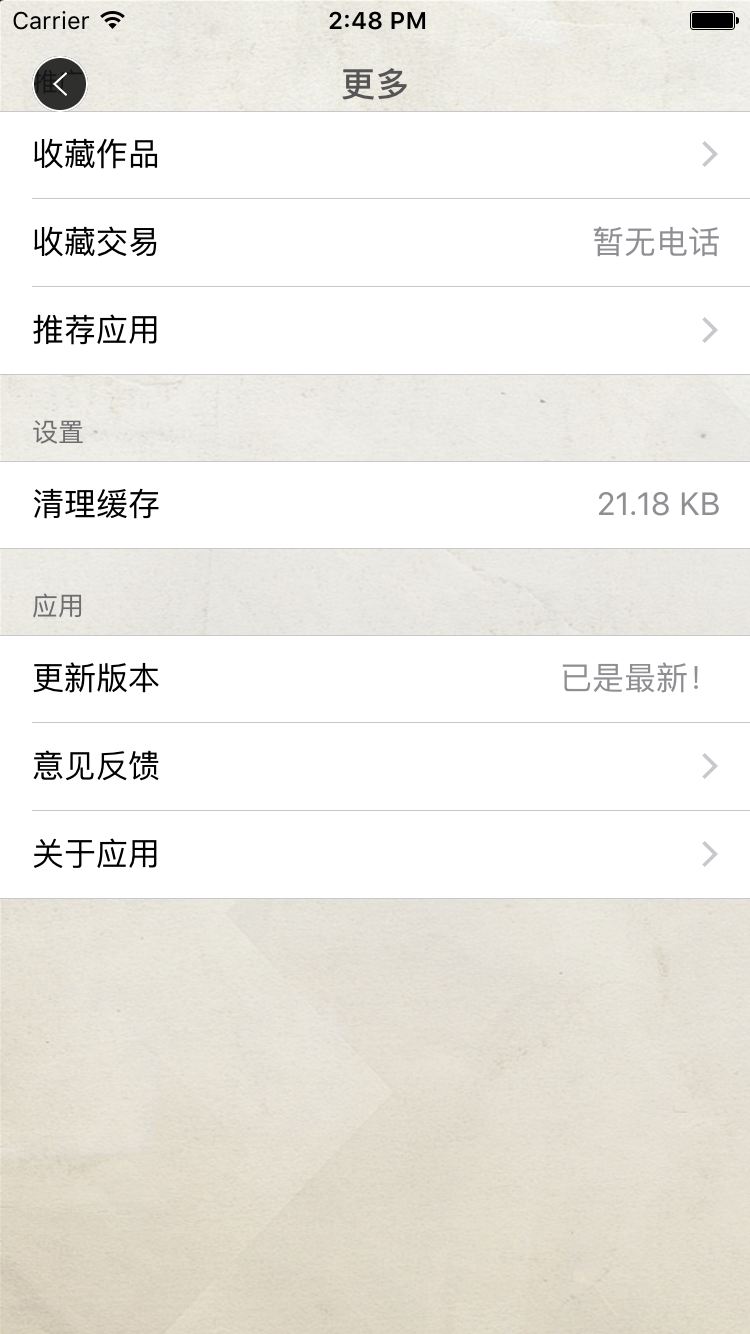 Carrier 2:48 PM
更多
收藏作品
收藏交易 暂无电话
推荐应用
设置
清理缓存 21.18 KB
应用
更新版本 已是最新！
意见反馈
关于应用